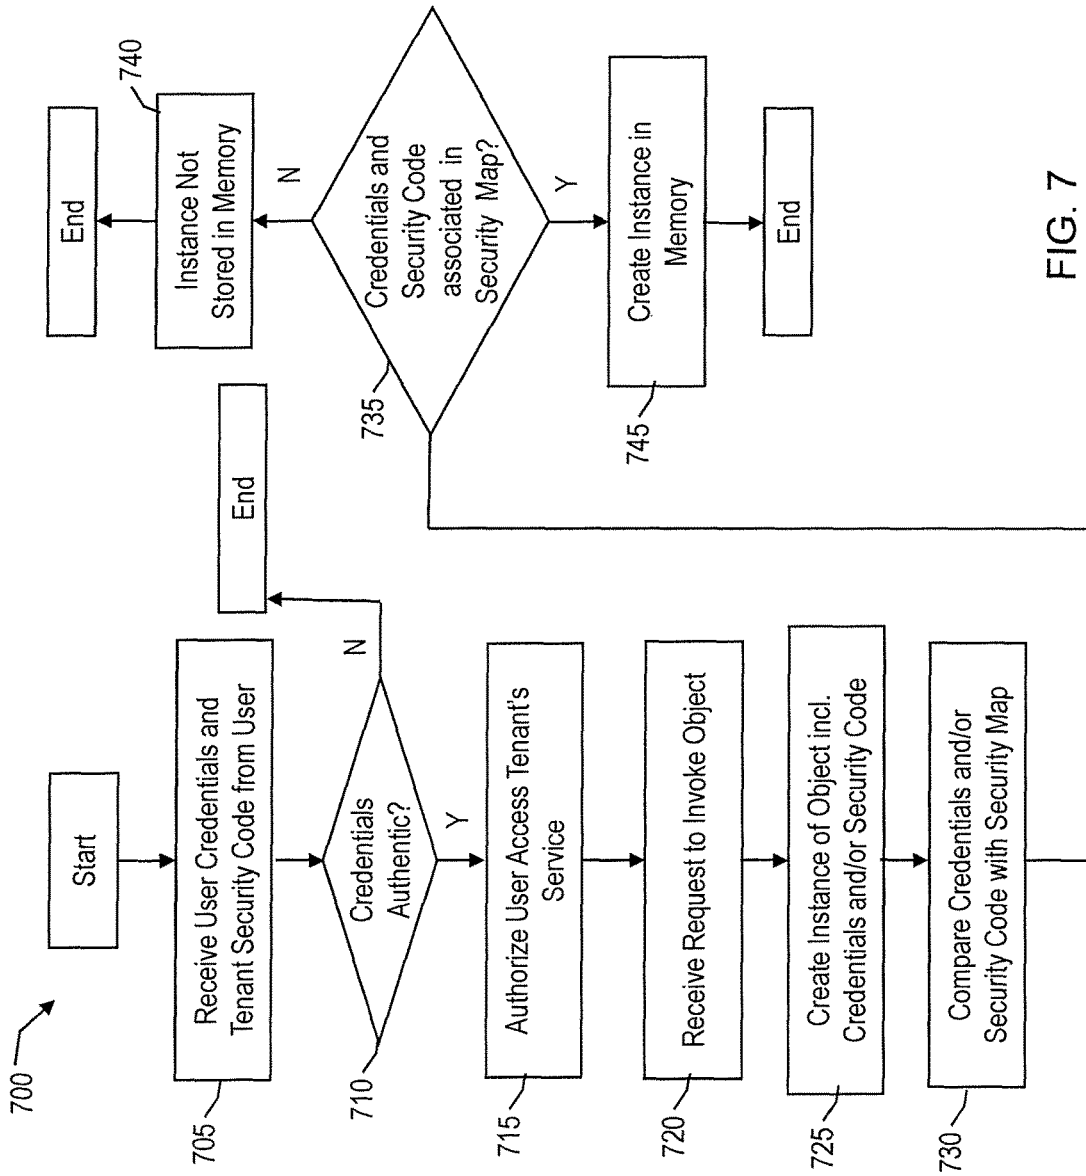 700
Start
705
Receive User Credentials and
Tenant Security Code from User
710
Credentials
Authentic?
N
End
Y
715
Authorize User Access Tenant's
Service
720
Receive Request to Invoke Object
725
Create Instance of Object incl.
Credentials and/or Security Code
730
Compare Credentials and/or
Security Code with Security Map
735
Credentials and
Security Code
associated in
Security Map?
N
740
Instance Not
Stored in Memory
End
Y
745
Create Instance in
Memory
End
FIG. 7